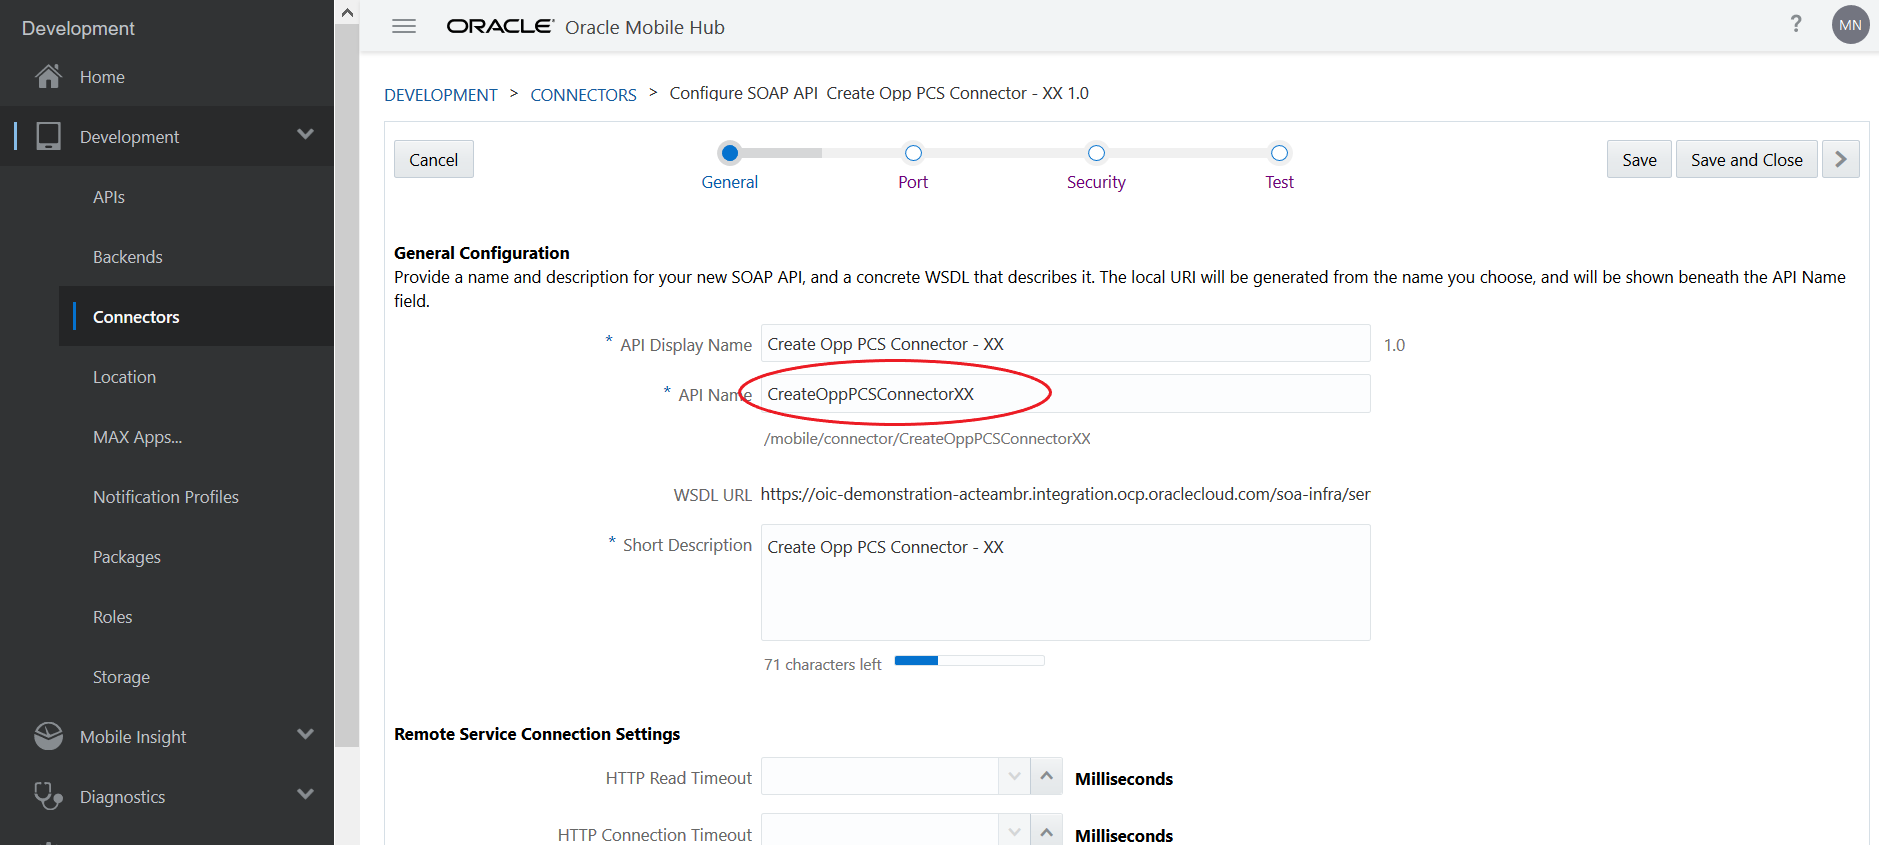 Development
Home
Development
APIs
Backends
Connectors
Location
MAX Apps...
Notification Profiles
Packages
Roles
Storage
Mobile Insight
Diagnostics
ORACLE® Oracle Mobile Hub
? MN
DEVELOPMENT > CONNECTORS > Configure SOAP API Create Opp PCS Connector - XX 1.0
Cancel
General Port Security Test
Save Save and Close
General Configuration
Provide a name and description for your new SOAP API, and a concrete WSDL that describes it. The local URI will be generated from the name you choose, and will be shown beneath the API Name
field.
* API Display Name Create Opp PCS Connector - XX 1.0
* API Name CreateOppPCSConnectorXX
/mobile/connector/CreateOppPCSConnectorXX
WSDL URL https://oic-demonstration-acteambr.integration.ocp.oraclecloud.com/soa-infra/ser
* Short Description Create Opp PCS Connector - XX
71 characters left
Remote Service Connection Settings
HTTP Read Timeout Milliseconds
HTTP Connection Timeout Milliseconds